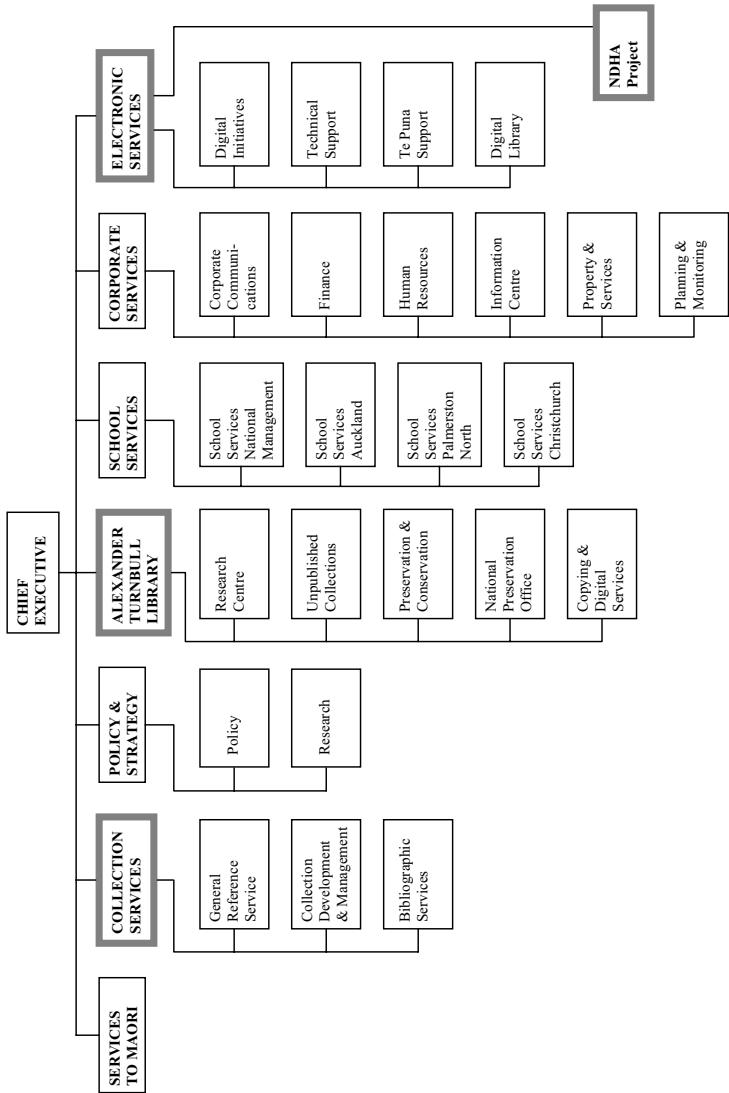 CHIEF
EXECUTIVE
SERVICES
TO MAORI
COLLECTION
SERVICES
General
Reference
Service
Collection
Development
& Management
Bibliographic
Services
POLICY &
STRATEGY
Policy
Research
ALEXANDER
TURNBULL
LIBRARY
Research
Centre
Unpublished
Collections
Preservation &
Conservation
National
Preservation
Office
Copying &
Digital
Services
SCHOOL
SERVICES
School
Services
National
Management
School
Services
Auckland
School
Services
Palmerston
North
School
Services
Christchurch
CORPORATE
SERVICES
Corporate
Communi-
cations
Finance
Human
Resources
Information
Centre
Property &
Services
Planning &
Monitoring
ELECTRONIC
SERVICES
Digital
Initiatives
Technical
Support
Te Puna
Support
Digital
Library
NDHA
Project